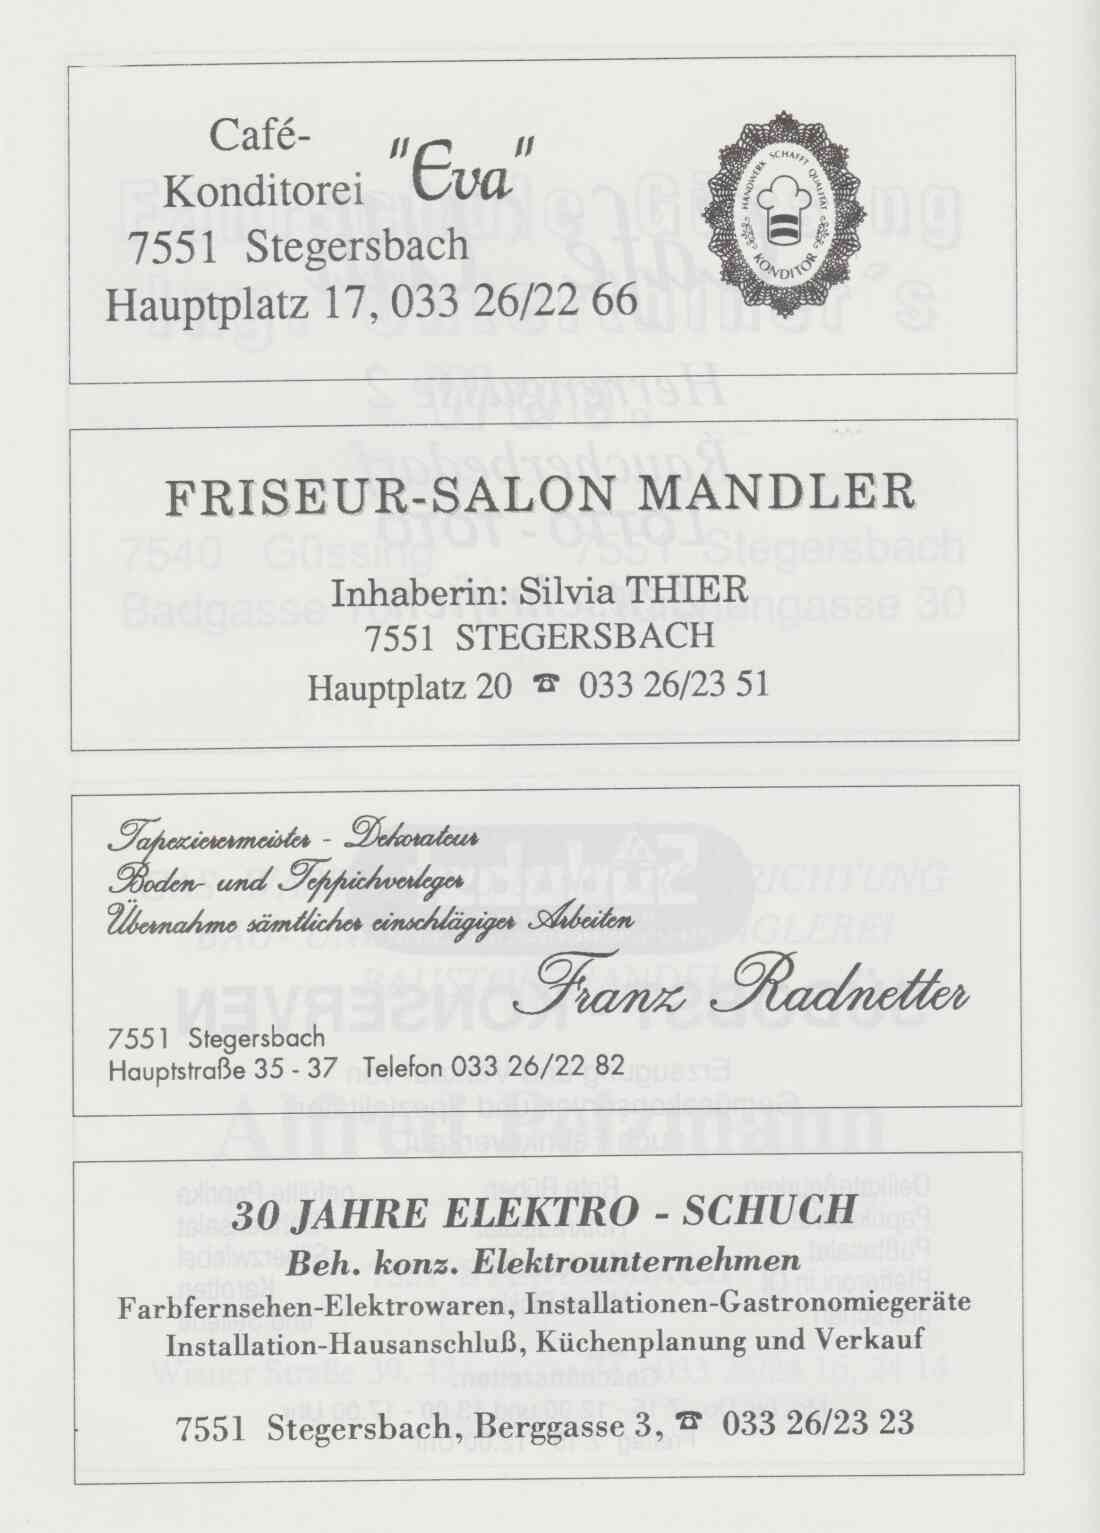 Café-
Konditorei "Eva"
7551 Stegersbach
Hauptplatz 17, 033 26/22 66
HANDWERK SCHAFFT QUALITÄT
KONDITOR
FRISEUR-SALON MANDLER
Inhaberin: Silvia THIER
7551 STEGERSBACH
Hauptplatz 20 ☎ 033 26/23 51
Tapezierermeister - Dekorateur
Boden- und Teppichverleger
Übernahme sämtlicher einschlägiger Arbeiten
Franz Radnetter
7551 Stegersbach
Hauptstraße 35 - 37 Telefon 033 26/22 82
30 JAHRE ELEKTRO - SCHUCH
Beh. konz. Elektrounternehmen
Farbfernsehen-Elektrowaren, Installationen-Gastronomiegeräte
Installation-Hausanschluß, Küchenplanung und Verkauf
7551 Stegersbach, Berggasse 3, ☎ 033 26/23 23